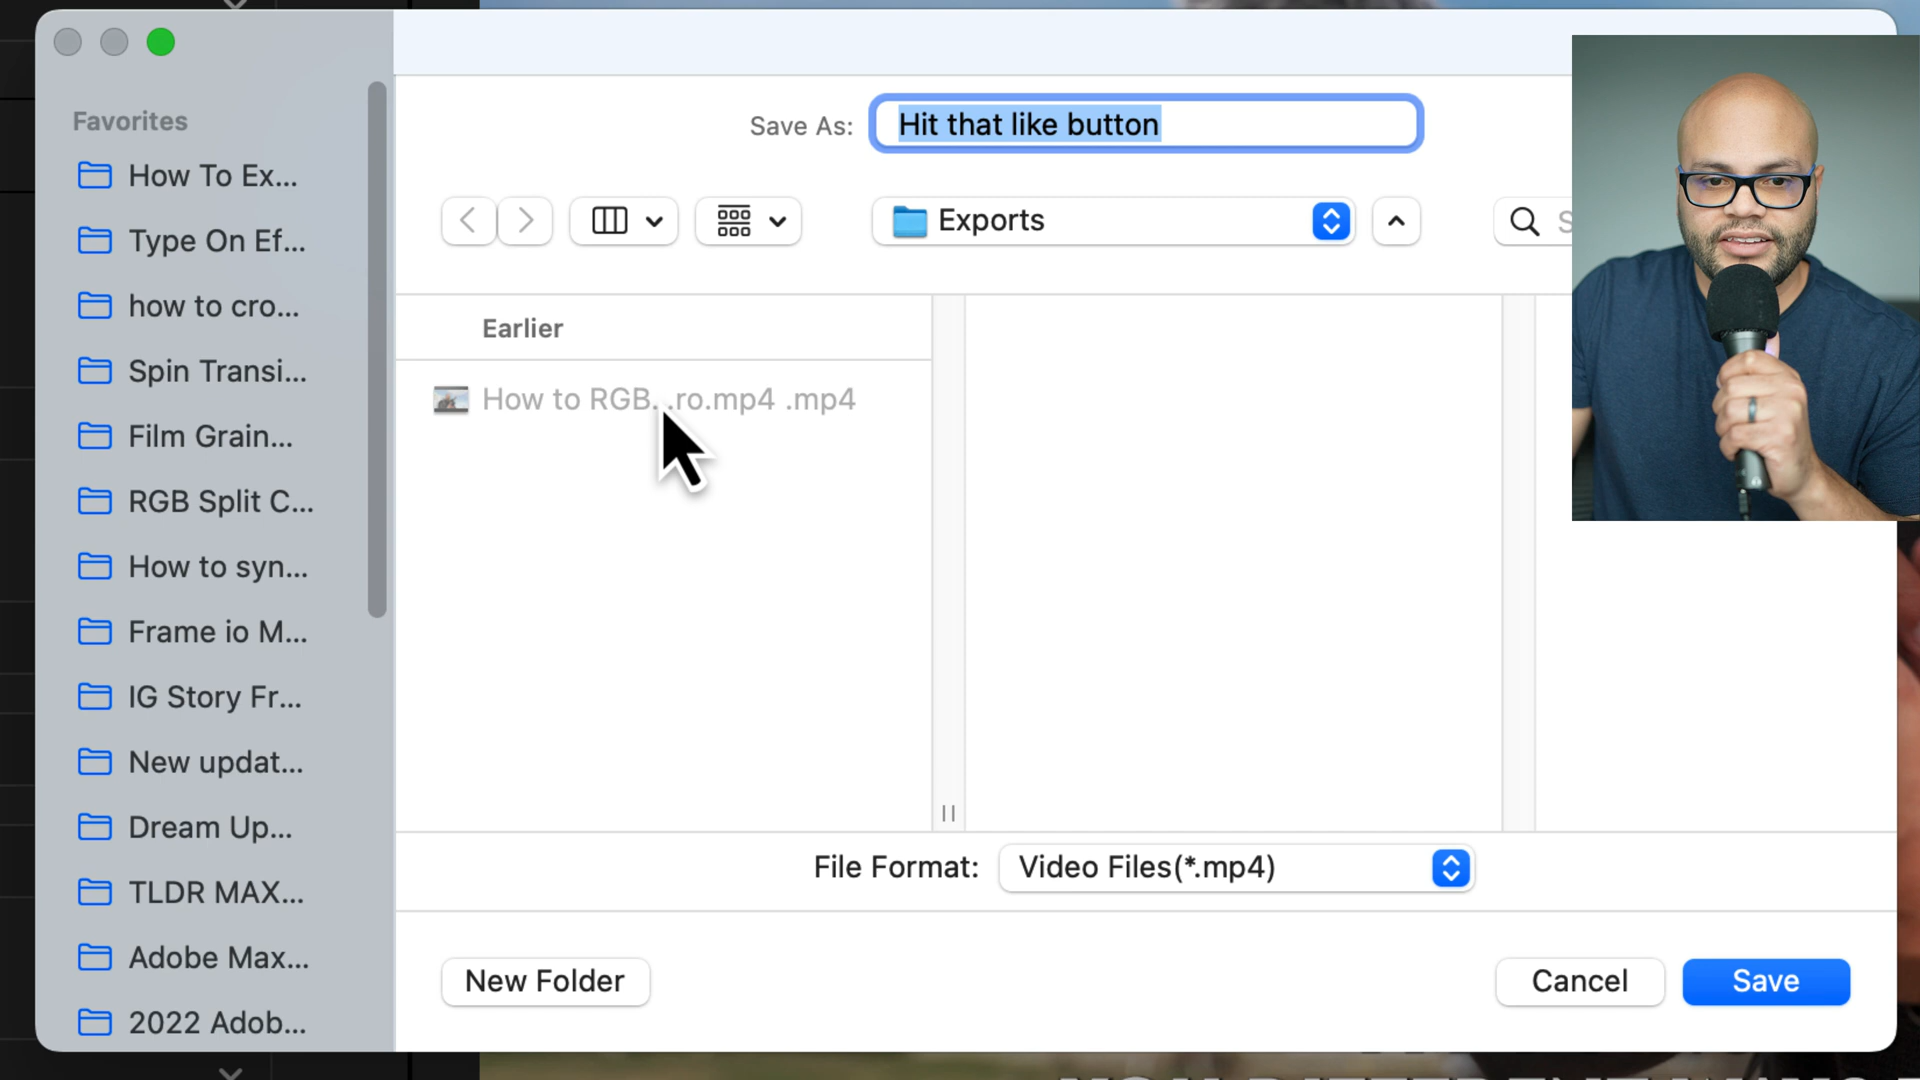 Favorites
How To Ex...
Type On Ef...
how to cro...
Spin Transi...
Film Grain...
RGB Split C...
How to syn...
Frame io M...
IG Story Fr...
New updat...
Dream Up...
TLDR MAX...
Adobe Max...
2022 Adob...
Save As: Hit that like button
Exports
S
Earlier
How to RGB...ro.mp4 .mp4
File Format: Video Files(*.mp4)
New Folder
Cancel
Save